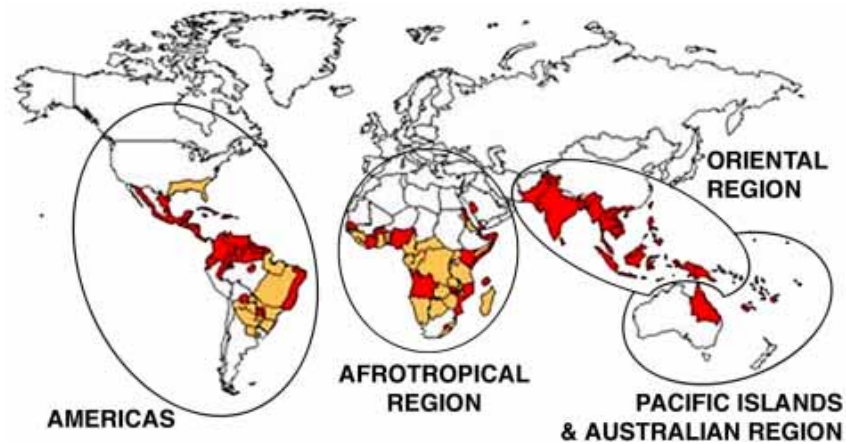 ORIENTAL
REGION
AFROTROPICAL
REGION
AMERICAS
PACIFIC ISLANDS
& AUSTRALIAN REGION